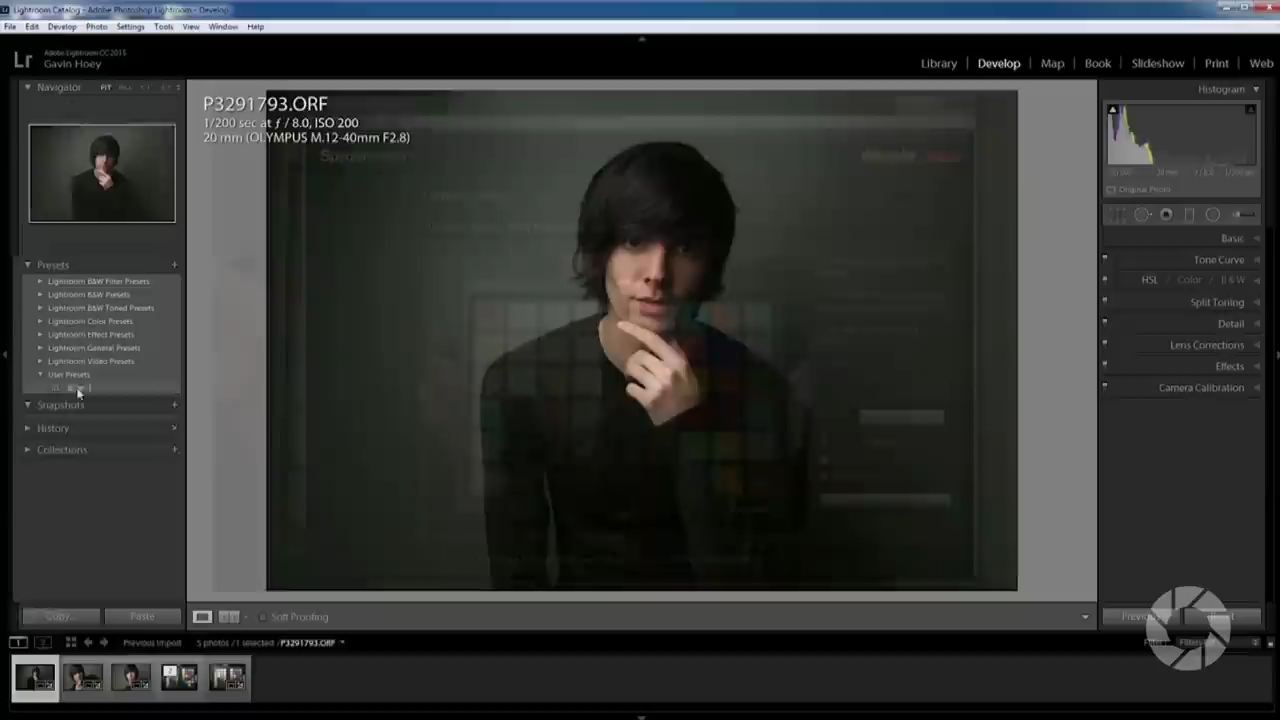 Lightroom Catalog - Adobe Photoshop Lightroom - Develop
File Edit Develop Photo Settings Tools View Window Help
Lr
Adobe Lightroom CC 2015
Gavin Hoey
Library | Develop | Map | Book | Slideshow | Print | Web
Navigator FIT
Histogram
P3291793.ORF
1/200 sec at ƒ / 8.0, ISO 200
20 mm (OLYMPUS M.12-40mm F2.8)
Original Photo
Basic
Tone Curve
HSL / Color / B & W
Split Toning
Detail
Lens Corrections
Effects
Camera Calibration
Presets +
Lightroom B&W Filter Presets
Lightroom B&W Presets
Lightroom B&W Toned Presets
Lightroom Color Presets
Lightroom Effect Presets
Lightroom General Presets
Lightroom Video Presets
User Presets
Snapshots +
History ×
Collections +
Copy... Paste
Soft Proofing
1 2 Previous Import 5 photos / 1 selected / P3291793.ORF